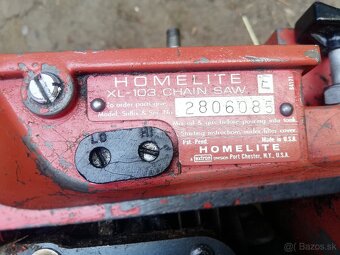 HOMELITE
XL-103 CHAIN SAW
E
To order parts give
Model, Suffix & Ser. No.
2806085
Mix oil & gas before pouring into tank.
Starting instructions under filter cover.
Pat. Pend.
Made in U.S.A.
HOMELITE
A textron DIVISION Port Chester, N.Y., U.S.A.
LO
HI
bazos.sk